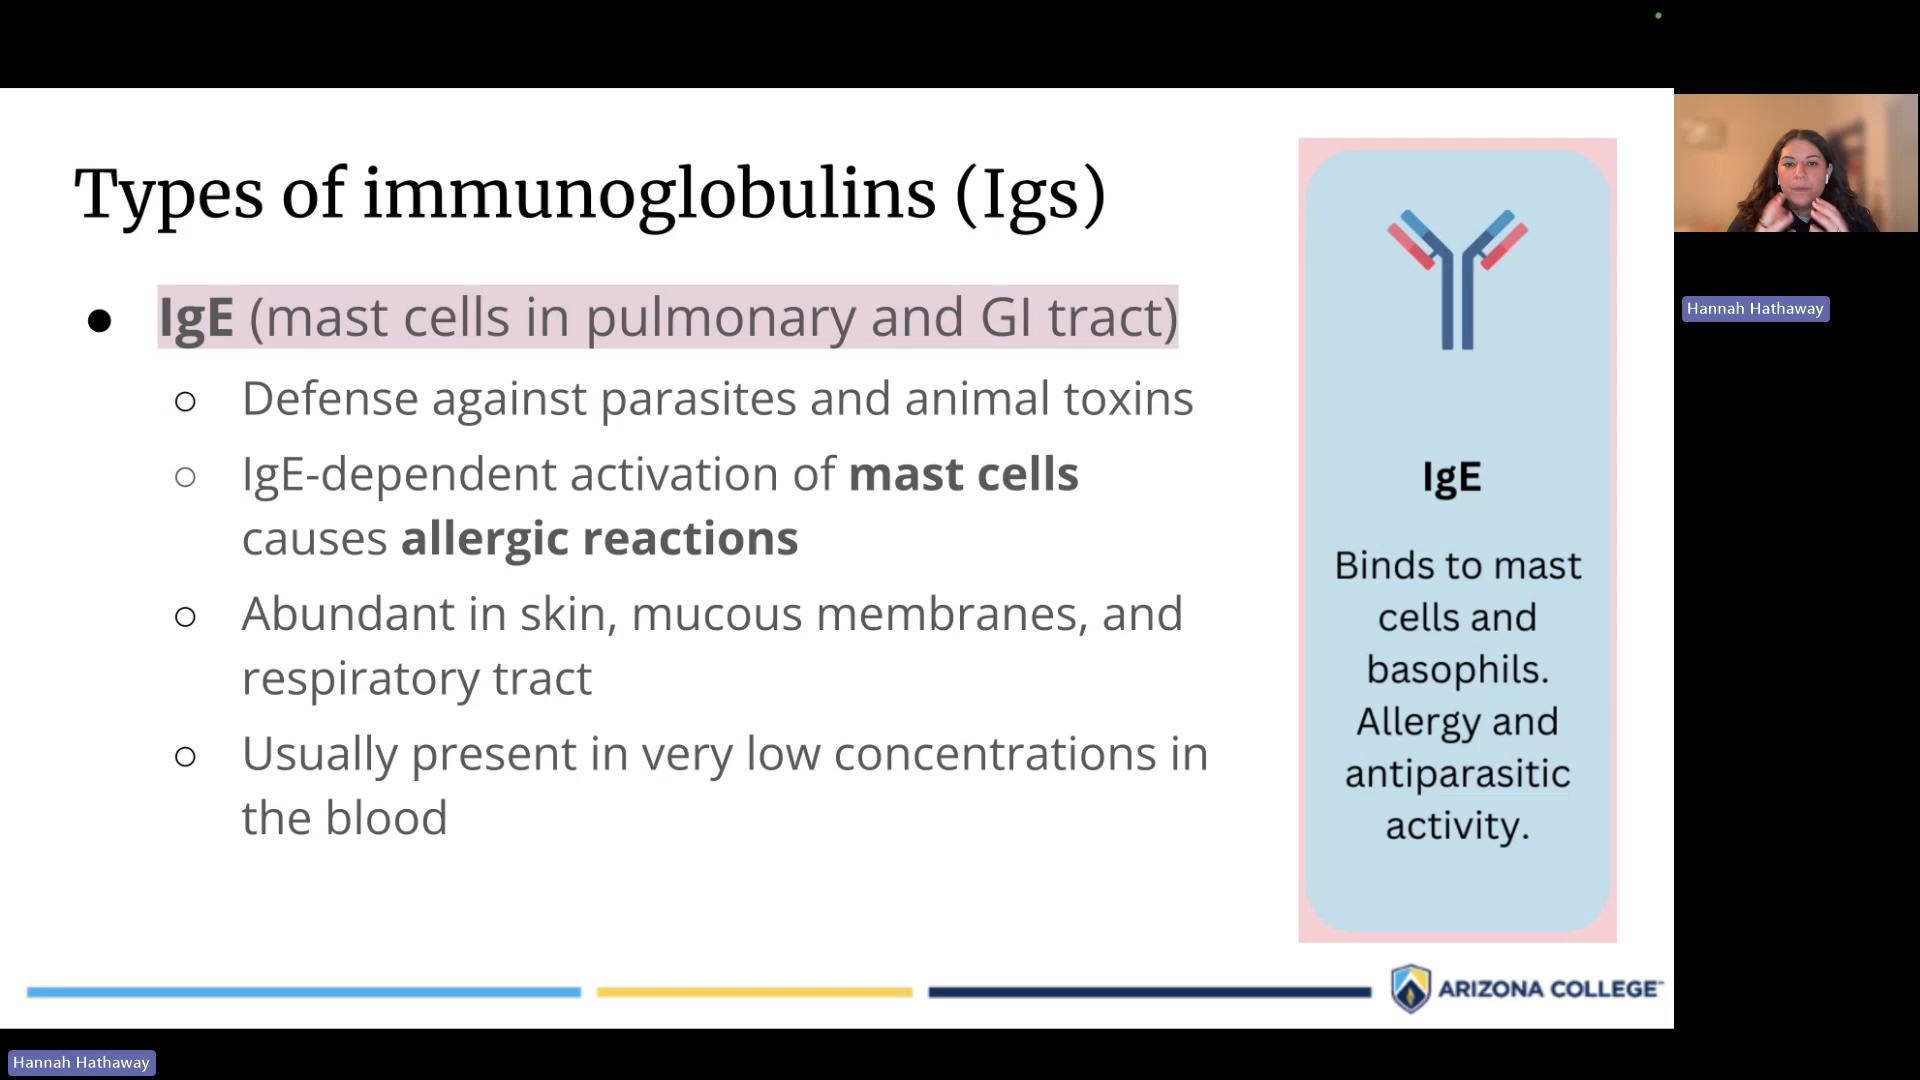 Types of immunoglobulins (Igs)
● IgE (mast cells in pulmonary and GI tract)
○ Defense against parasites and animal toxins
○ IgE-dependent activation of mast cells
causes allergic reactions
○ Abundant in skin, mucous membranes, and
respiratory tract
○ Usually present in very low concentrations in
the blood
IgE
Binds to mast
cells and
basophils.
Allergy and
antiparasitic
activity.
ARIZONA COLLEGE
Hannah Hathaway
Hannah Hathaway